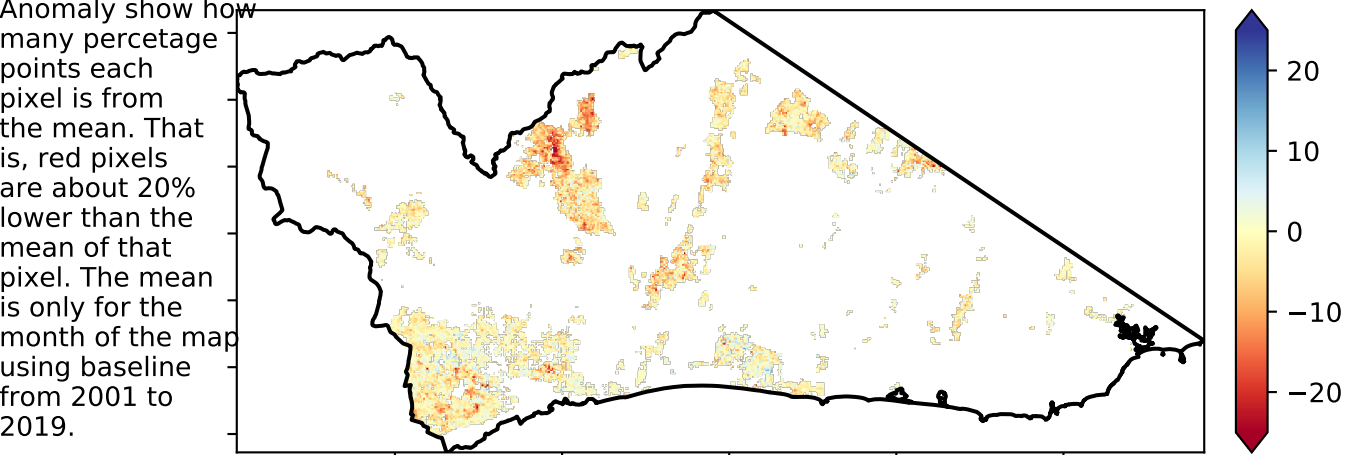 Anomaly show how
many percetage
points each
pixel is from
the mean. That
is, red pixels
are about 20%
lower than the
mean of that
pixel. The mean
is only for the
month of the map
using baseline
from 2001 to
2019.
20
10
0
−10
−20